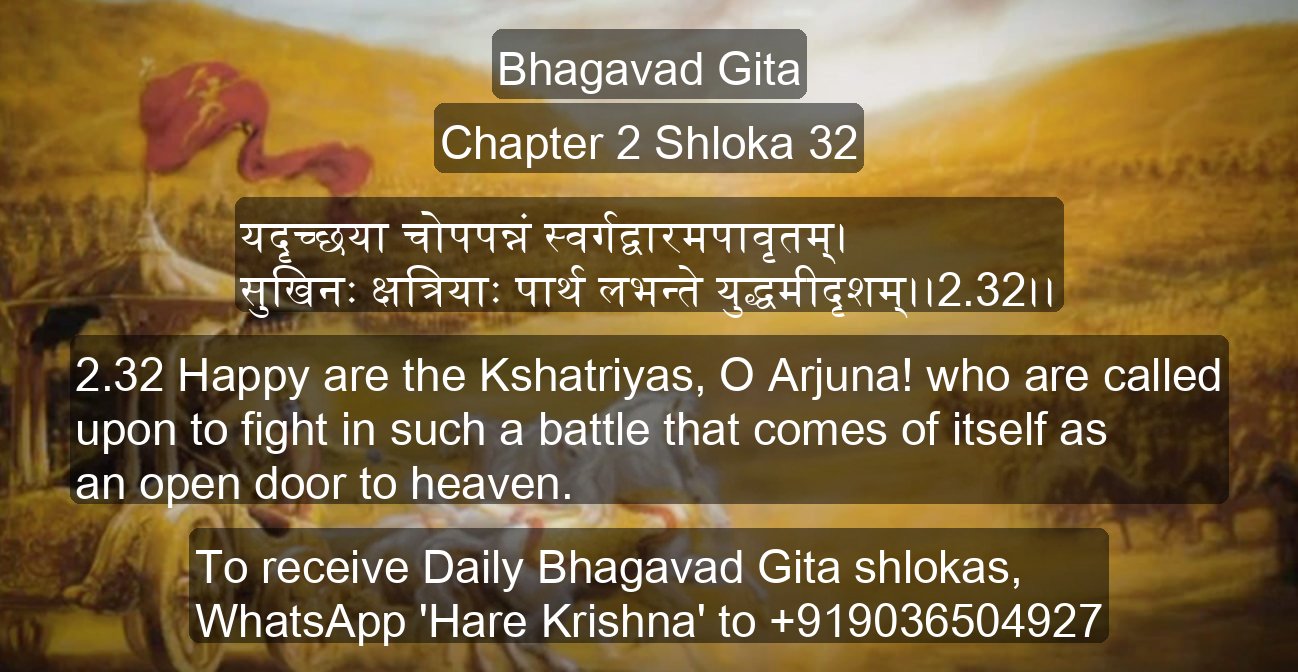 Bhagavad Gita
Chapter 2 Shloka 32
यदृच्छया चोपपन्नं स्वर्गद्वारमपावृतम्।
सुखिनः क्षत्रियाः पार्थ लभन्ते युद्धमीदृशम्।।2.32।।
2.32 Happy are the Kshatriyas, O Arjuna! who are called
upon to fight in such a battle that comes of itself as
an open door to heaven.
To receive Daily Bhagavad Gita shlokas,
WhatsApp 'Hare Krishna' to +919036504927